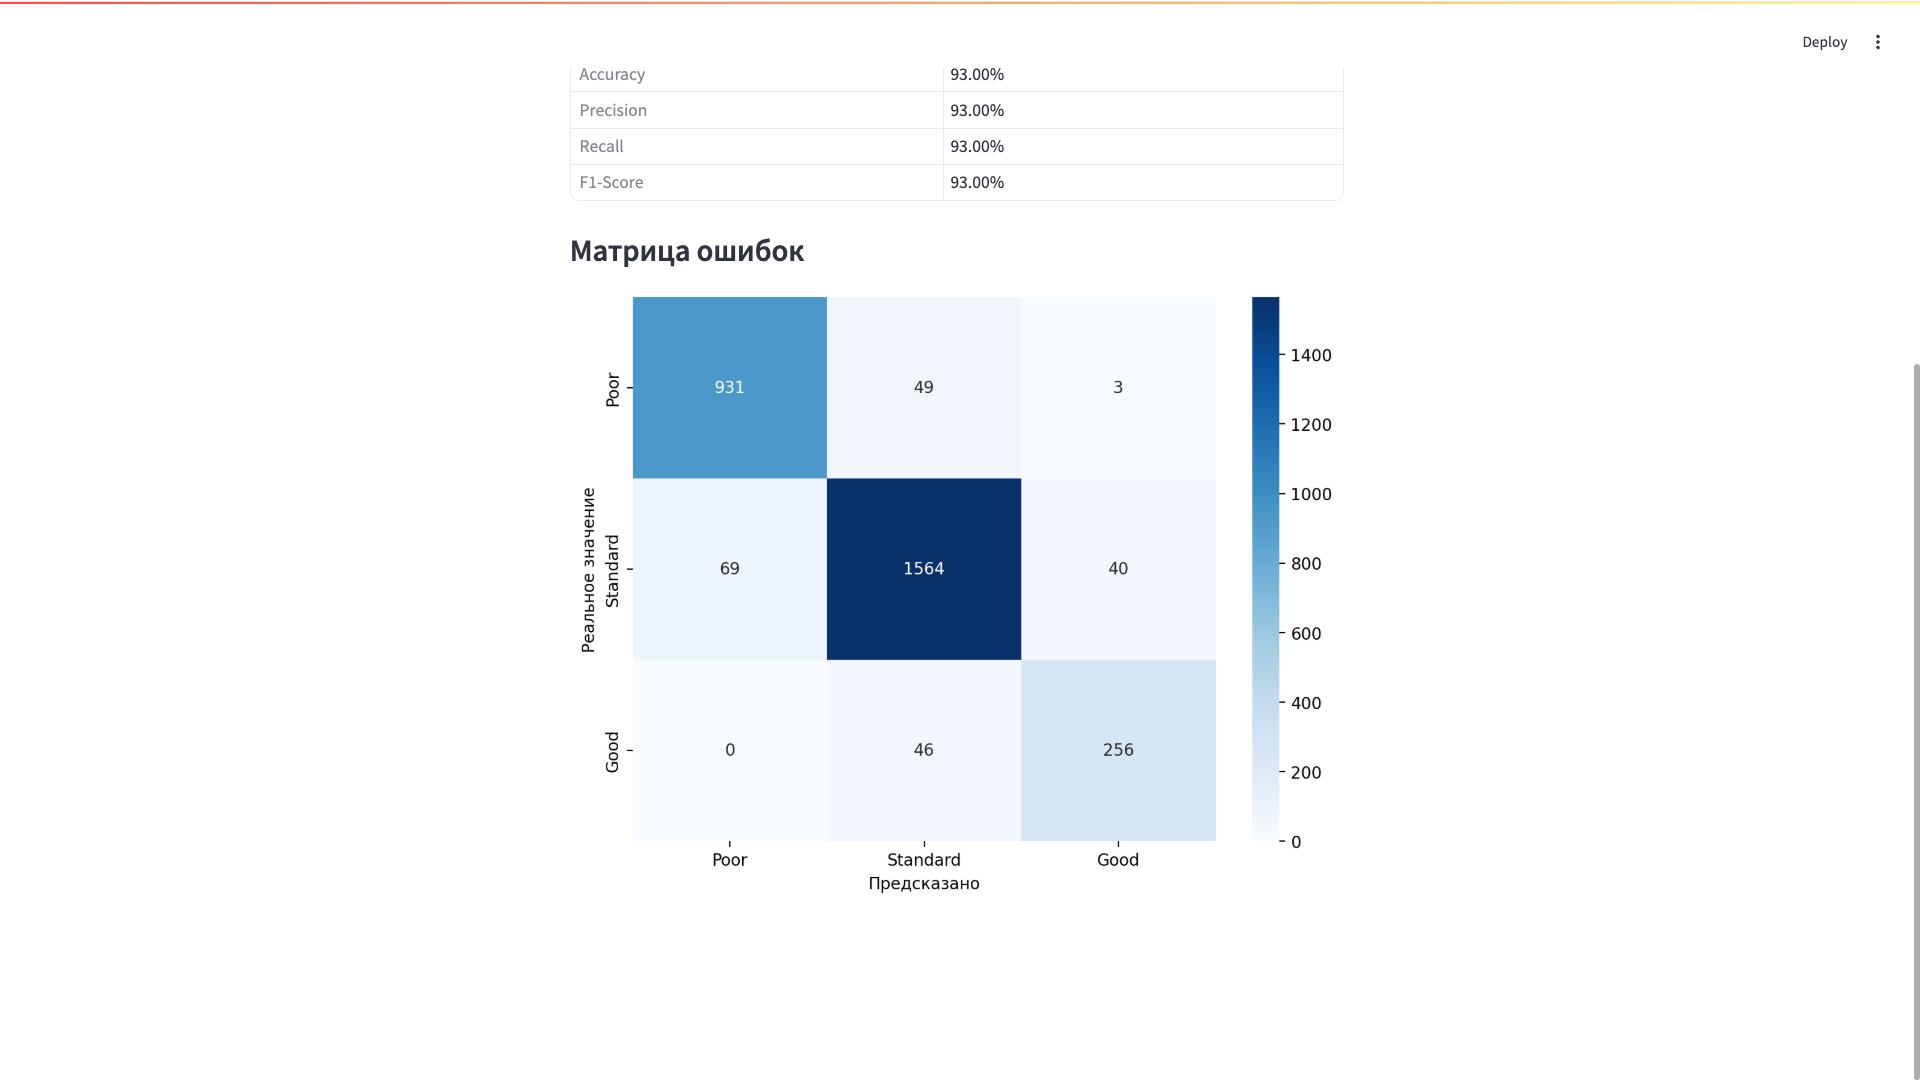 Deploy
Accuracy 93.00%
Precision 93.00%
Recall 93.00%
F1-Score 93.00%
Матрица ошибок
Реальное значение
Poor 931 49 3
Standard 69 1564 40
Good 0 46 256
Poor Standard Good
Предсказано
1400
1200
1000
800
600
400
200
0